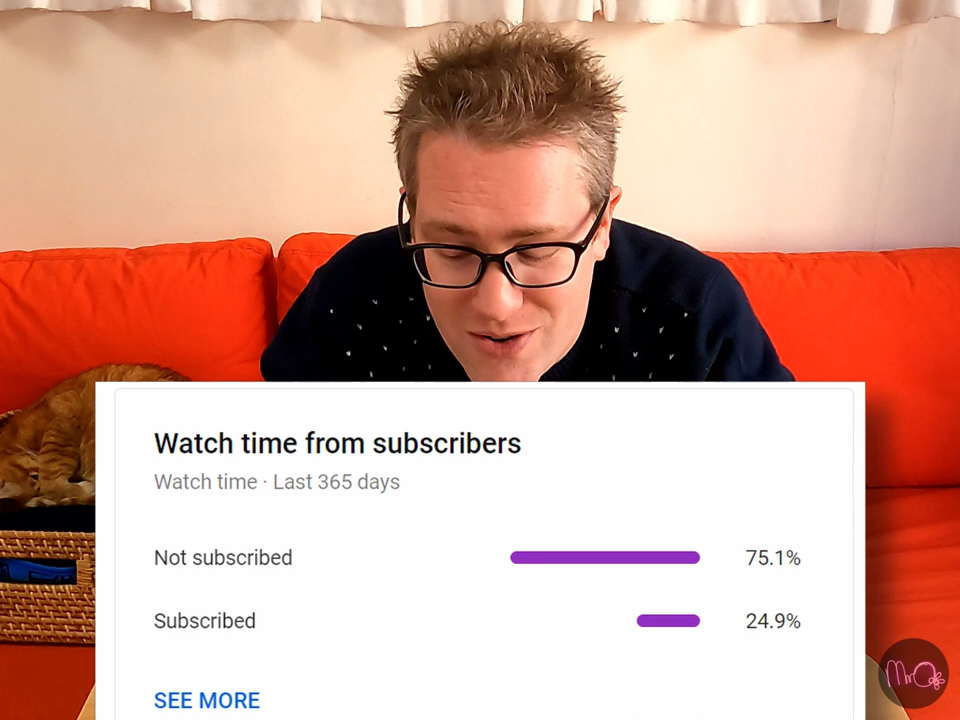 Watch time from subscribers
Watch time · Last 365 days
Not subscribed 75.1%
Subscribed 24.9%
SEE MORE